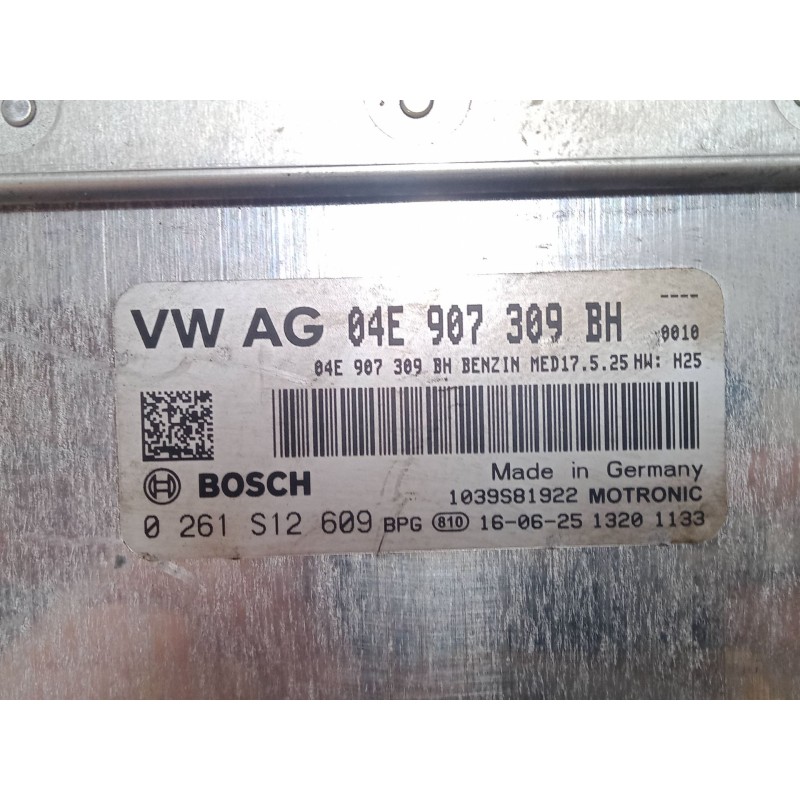 ----
VW AG 04E 907 309 BH 0010
04E 907 309 BH BENZIN MED17.5.25 HW: H25
BOSCH
Made in Germany
1039S81922 MOTRONIC
0 261 S12 609 BPG 810 16-06-25 1320 1133